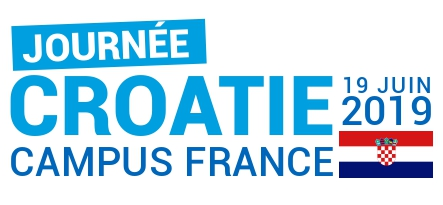 JOURNÉE
CROATIE
19 JUIN
2019
CAMPUS FRANCE